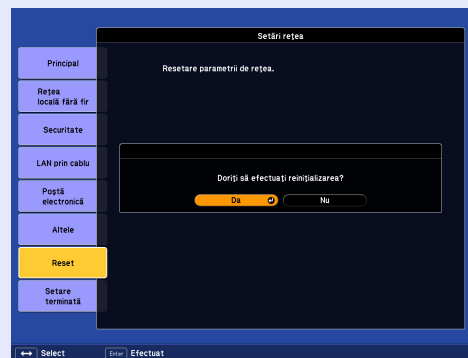 Setări rețea
Principal
Resetare parametrii de rețea.
Rețea
locală fără fir
Securitate
LAN prin cablu
Doriți să efectuați reinițializarea?
Da
Nu
Poștă
electronică
Altele
Reset
Setare
terminată
Select
Enter Efectuat